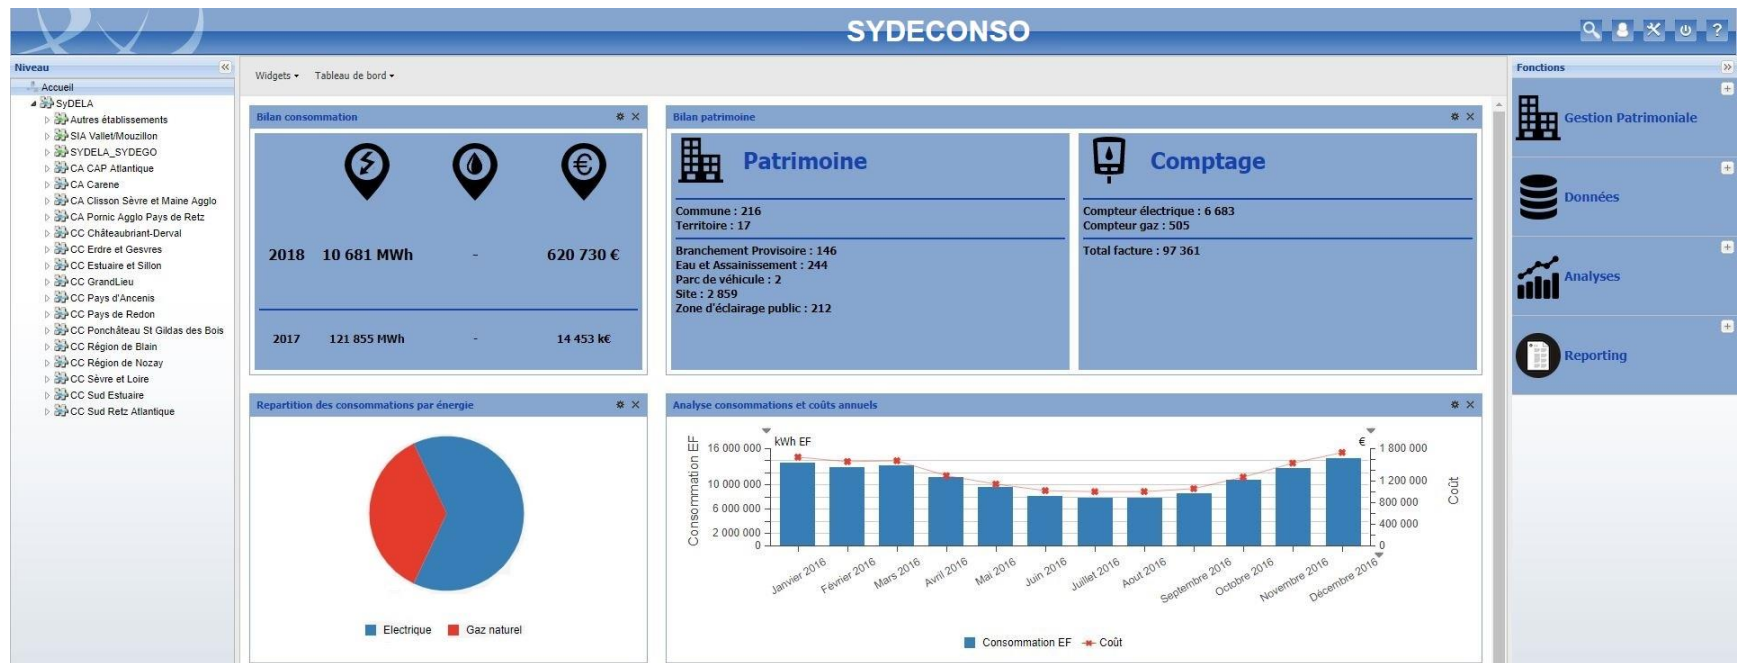 SYDECONSO
?
Niveau
Accueil
SyDELA
Autres établissements
SIA Vallet/Mouzillon
SYDELA_SYDEGO
CA CAP Atlantique
CA Carene
CA Clisson Sèvre et Maine Agglo
CA Pornic Agglo Pays de Retz
CC Châteaubriant-Derval
CC Erdre et Gesvres
CC Estuaire et Sillon
CC GrandLieu
CC Pays d'Ancenis
CC Pays de Redon
CC Ponchâteau St Gildas des Bois
CC Région de Blain
CC Région de Nozay
CC Sèvre et Loire
CC Sud Estuaire
CC Sud Retz Atlantique
Widgets Tableau de bord
Bilan consommation
€
2018 10 681 MWh - 620 730 €
2017 121 855 MWh - 14 453 k€
Bilan patrimoine
Patrimoine
Commune : 216
Territoire : 17
Branchement Provisoire : 146
Eau et Assainissement : 244
Parc de véhicule : 2
Site : 2 859
Zone d'éclairage public : 212
Comptage
Compteur électrique : 6 683
Compteur gaz : 505
Total facture : 97 361
Repartition des consommations par énergie
Electrique Gaz naturel
Analyse consommations et coûts annuels
Consommation EF
kWh EF
16 000 000
10 000 000
6 000 000
2 000 000
0
€
1 800 000
1 200 000
800 000
400 000
0
Coût
Janvier 2016
Février 2016
Mars 2016
Avril 2016
Mai 2016
Juin 2016
Juillet 2016
Aout 2016
Septembre 2016
Octobre 2016
Novembre 2016
Décembre 2016
Consommation EF Coût
Fonctions
Gestion Patrimoniale
Données
Analyses
Reporting